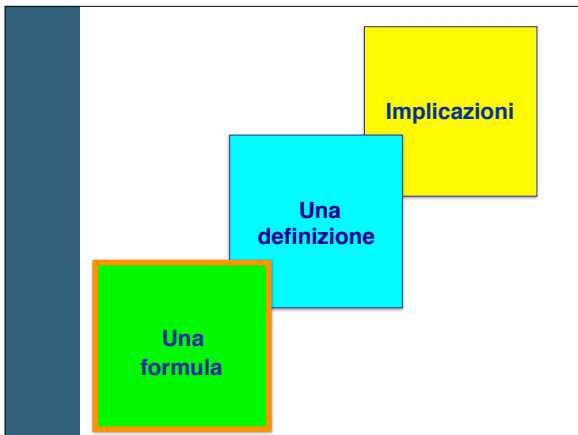 Implicazioni
Una
definizione
Una
formula